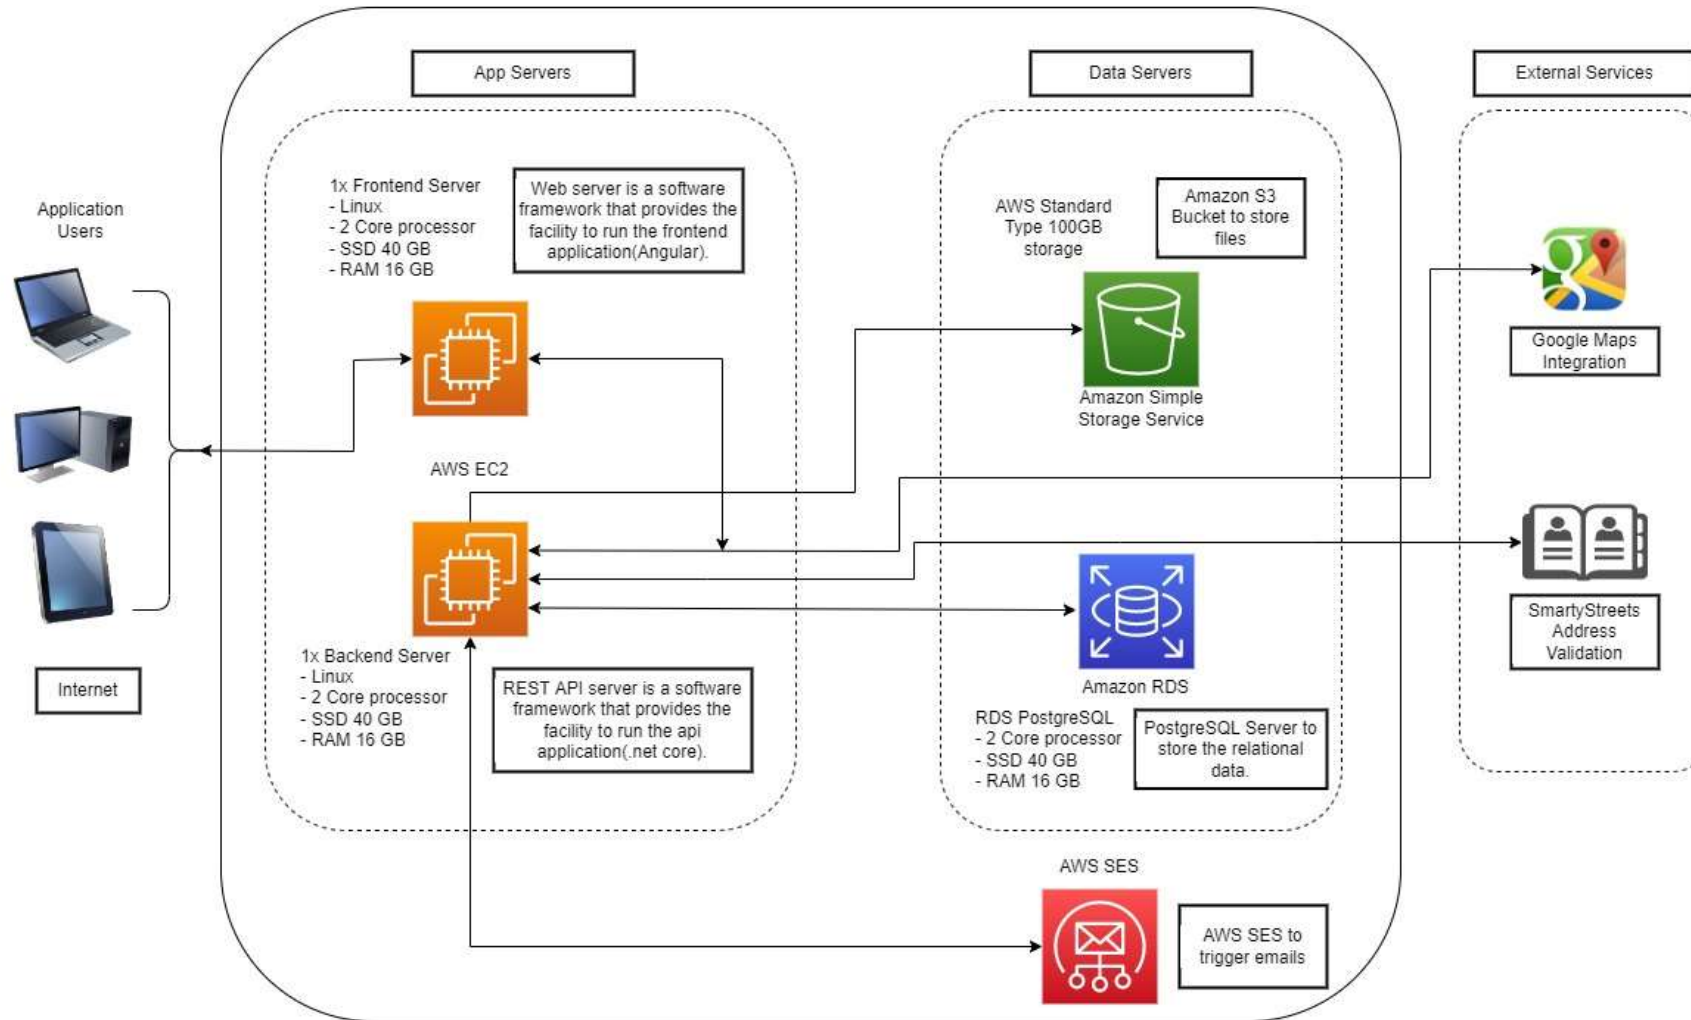 App Servers
Data Servers
External Services
Application
Users
1x Frontend Server
- Linux
- 2 Core processor
- SSD 40 GB
- RAM 16 GB
Web server is a software
framework that provides the
facility to run the frontend
application(Angular).
AWS Standard
Type 100GB
storage
Amazon S3
Bucket to store
files
Google Maps
Integration
Amazon Simple
Storage Service
AWS EC2
SmartyStreets
Address
Validation
Internet
1x Backend Server
- Linux
- 2 Core processor
- SSD 40 GB
- RAM 16 GB
REST API server is a software
framework that provides the
facility to run the api
application(.net core).
Amazon RDS
RDS PostgreSQL
- 2 Core processor
- SSD 40 GB
- RAM 16 GB
PostgreSQL Server to
store the relational
data.
AWS SES
AWS SES to
trigger emails